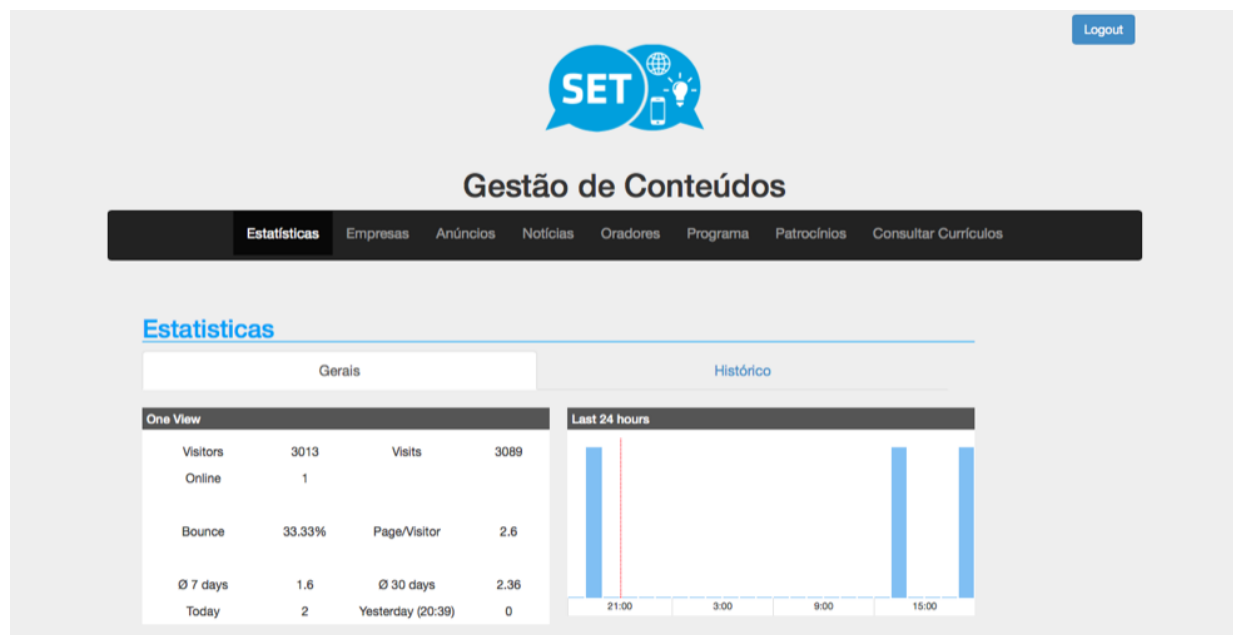 Logout
SET
Gestão de Conteúdos
Estatísticas Empresas Anúncios Notícias Oradores Programa Patrocínios Consultar Currículos
Estatisticas
Gerais Histórico
One View
Visitors 3013 Visits 3089
Online 1
Bounce 33.33% Page/Visitor 2.6
Ø 7 days 1.6 Ø 30 days 2.36
Today 2 Yesterday (20:39) 0
Last 24 hours
21:00 3:00 9:00 15:00